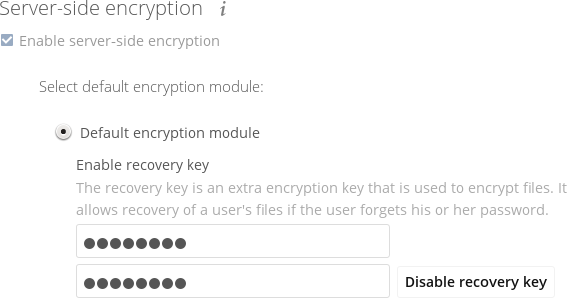 Server-side encryption i
Enable server-side encryption
Select default encryption module:
Default encryption module
Enable recovery key
The recovery key is an extra encryption key that is used to encrypt files. It
allows recovery of a user's files if the user forgets his or her password.
●●●●●●●●
●●●●●●●● Disable recovery key